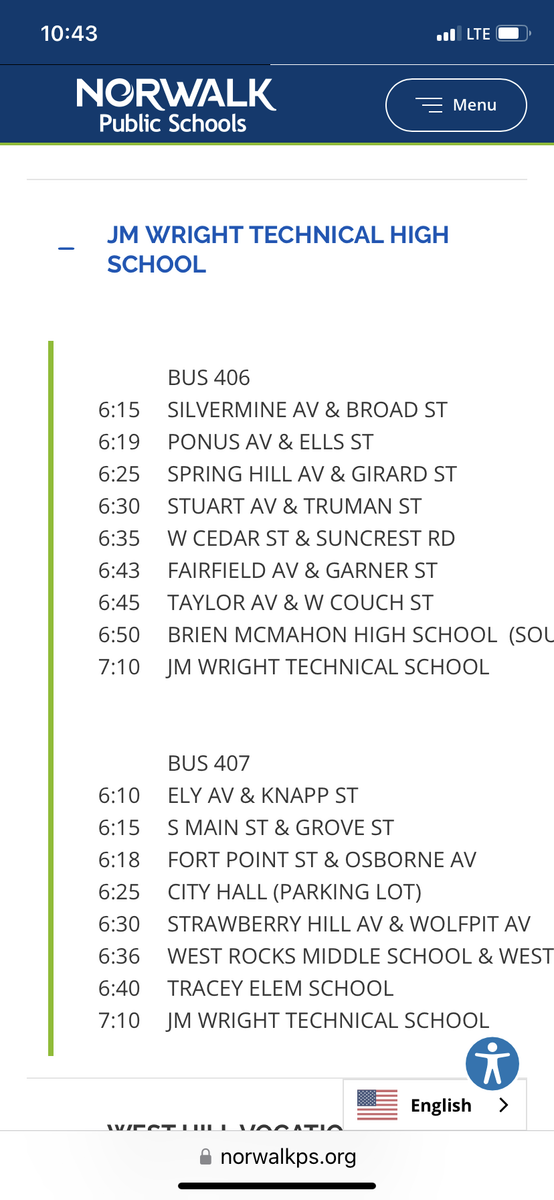 10:43
LTE
NORWALK
Public Schools
Menu
JM WRIGHT TECHNICAL HIGH
SCHOOL
BUS 406
6:15 SILVERMINE AV & BROAD ST
6:19 PONUS AV & ELLS ST
6:25 SPRING HILL AV & GIRARD ST
6:30 STUART AV & TRUMAN ST
6:35 W CEDAR ST & SUNCREST RD
6:43 FAIRFIELD AV & GARNER ST
6:45 TAYLOR AV & W COUCH ST
6:50 BRIEN MCMAHON HIGH SCHOOL (SOU
7:10 JM WRIGHT TECHNICAL SCHOOL
BUS 407
6:10 ELY AV & KNAPP ST
6:15 S MAIN ST & GROVE ST
6:18 FORT POINT ST & OSBORNE AV
6:25 CITY HALL (PARKING LOT)
6:30 STRAWBERRY HILL AV & WOLFPIT AV
6:36 WEST ROCKS MIDDLE SCHOOL & WEST
6:40 TRACEY ELEM SCHOOL
7:10 JM WRIGHT TECHNICAL SCHOOL
English
WEST HILL
norwalkps.org